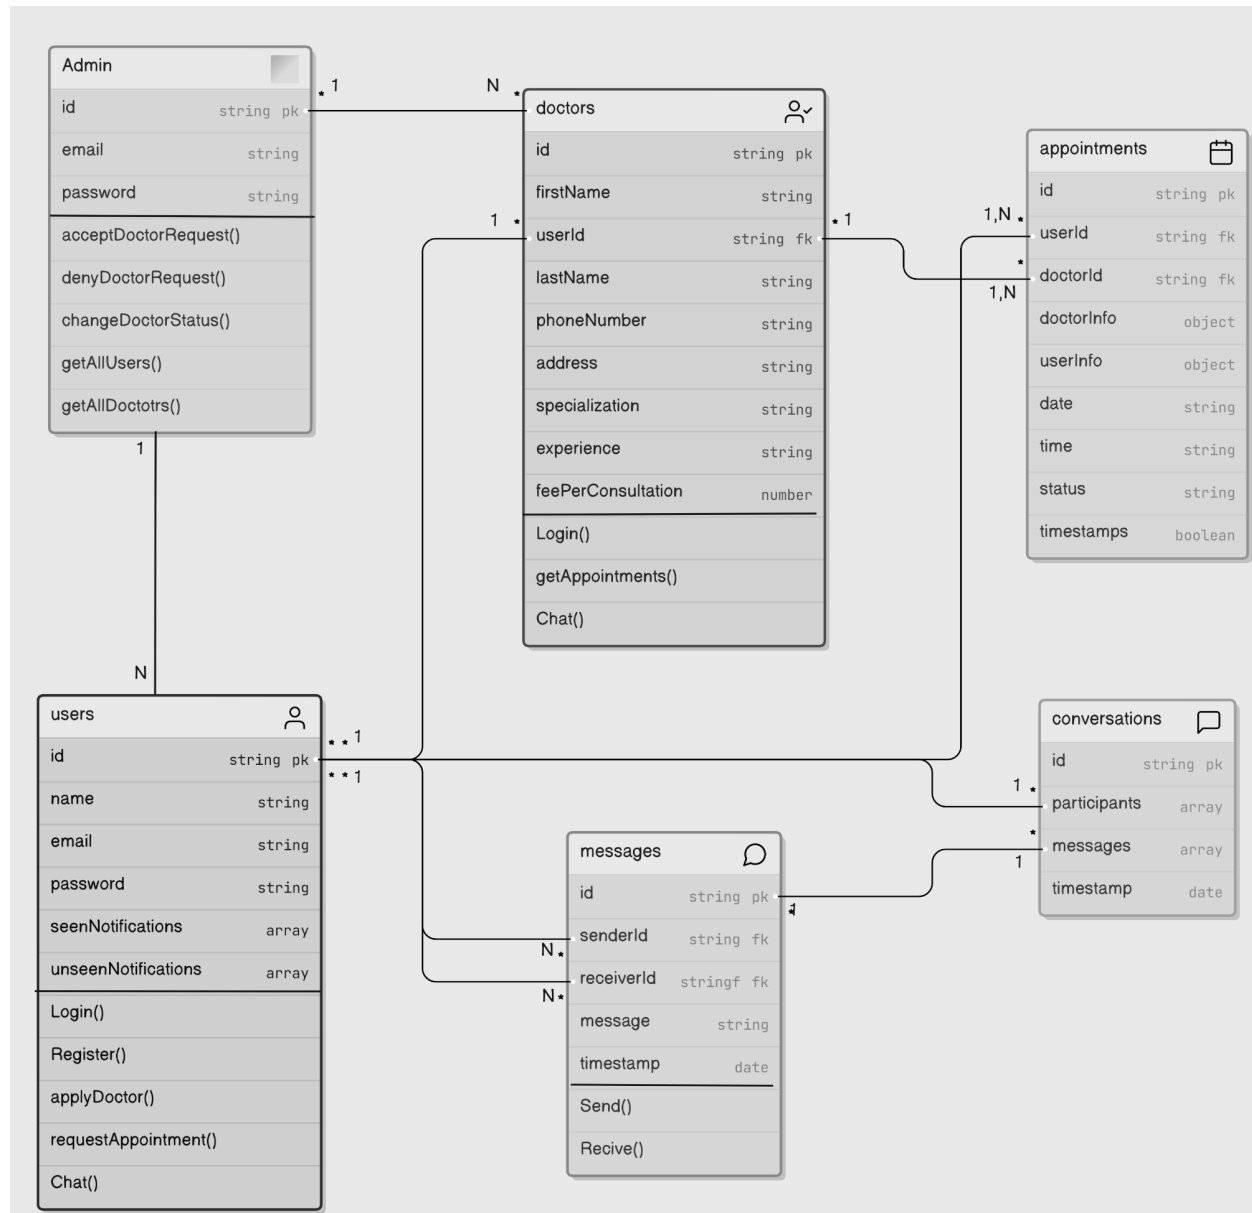 Admin
id string pk
email string
password string
acceptDoctorRequest()
denyDoctorRequest()
changeDoctorStatus()
getAllUsers()
getAllDoctotrs()
* 1
N *
1
N
doctors
id string pk
firstName string
userId string fk
lastName string
phoneNumber string
address string
specialization string
experience string
feePerConsultation number
Login()
getAppointments()
Chat()
1 *
* 1
appointments
id string pk
userId string fk
doctorId string fk
doctorInfo object
userInfo object
date string
time string
status string
timestamps boolean
1,N *
*
1,N
users
id string pk
name string
email string
password string
seenNotifications array
unseenNotifications array
Login()
Register()
applyDoctor()
requestAppointment()
Chat()
* * 1
* * 1
messages
id string pk
senderId string fk
receiverId stringf fk
message string
timestamp date
Send()
Recive()
N *
N *
* 1
conversations
id string pk
participants array
messages array
timestamp date
1 *
*
1